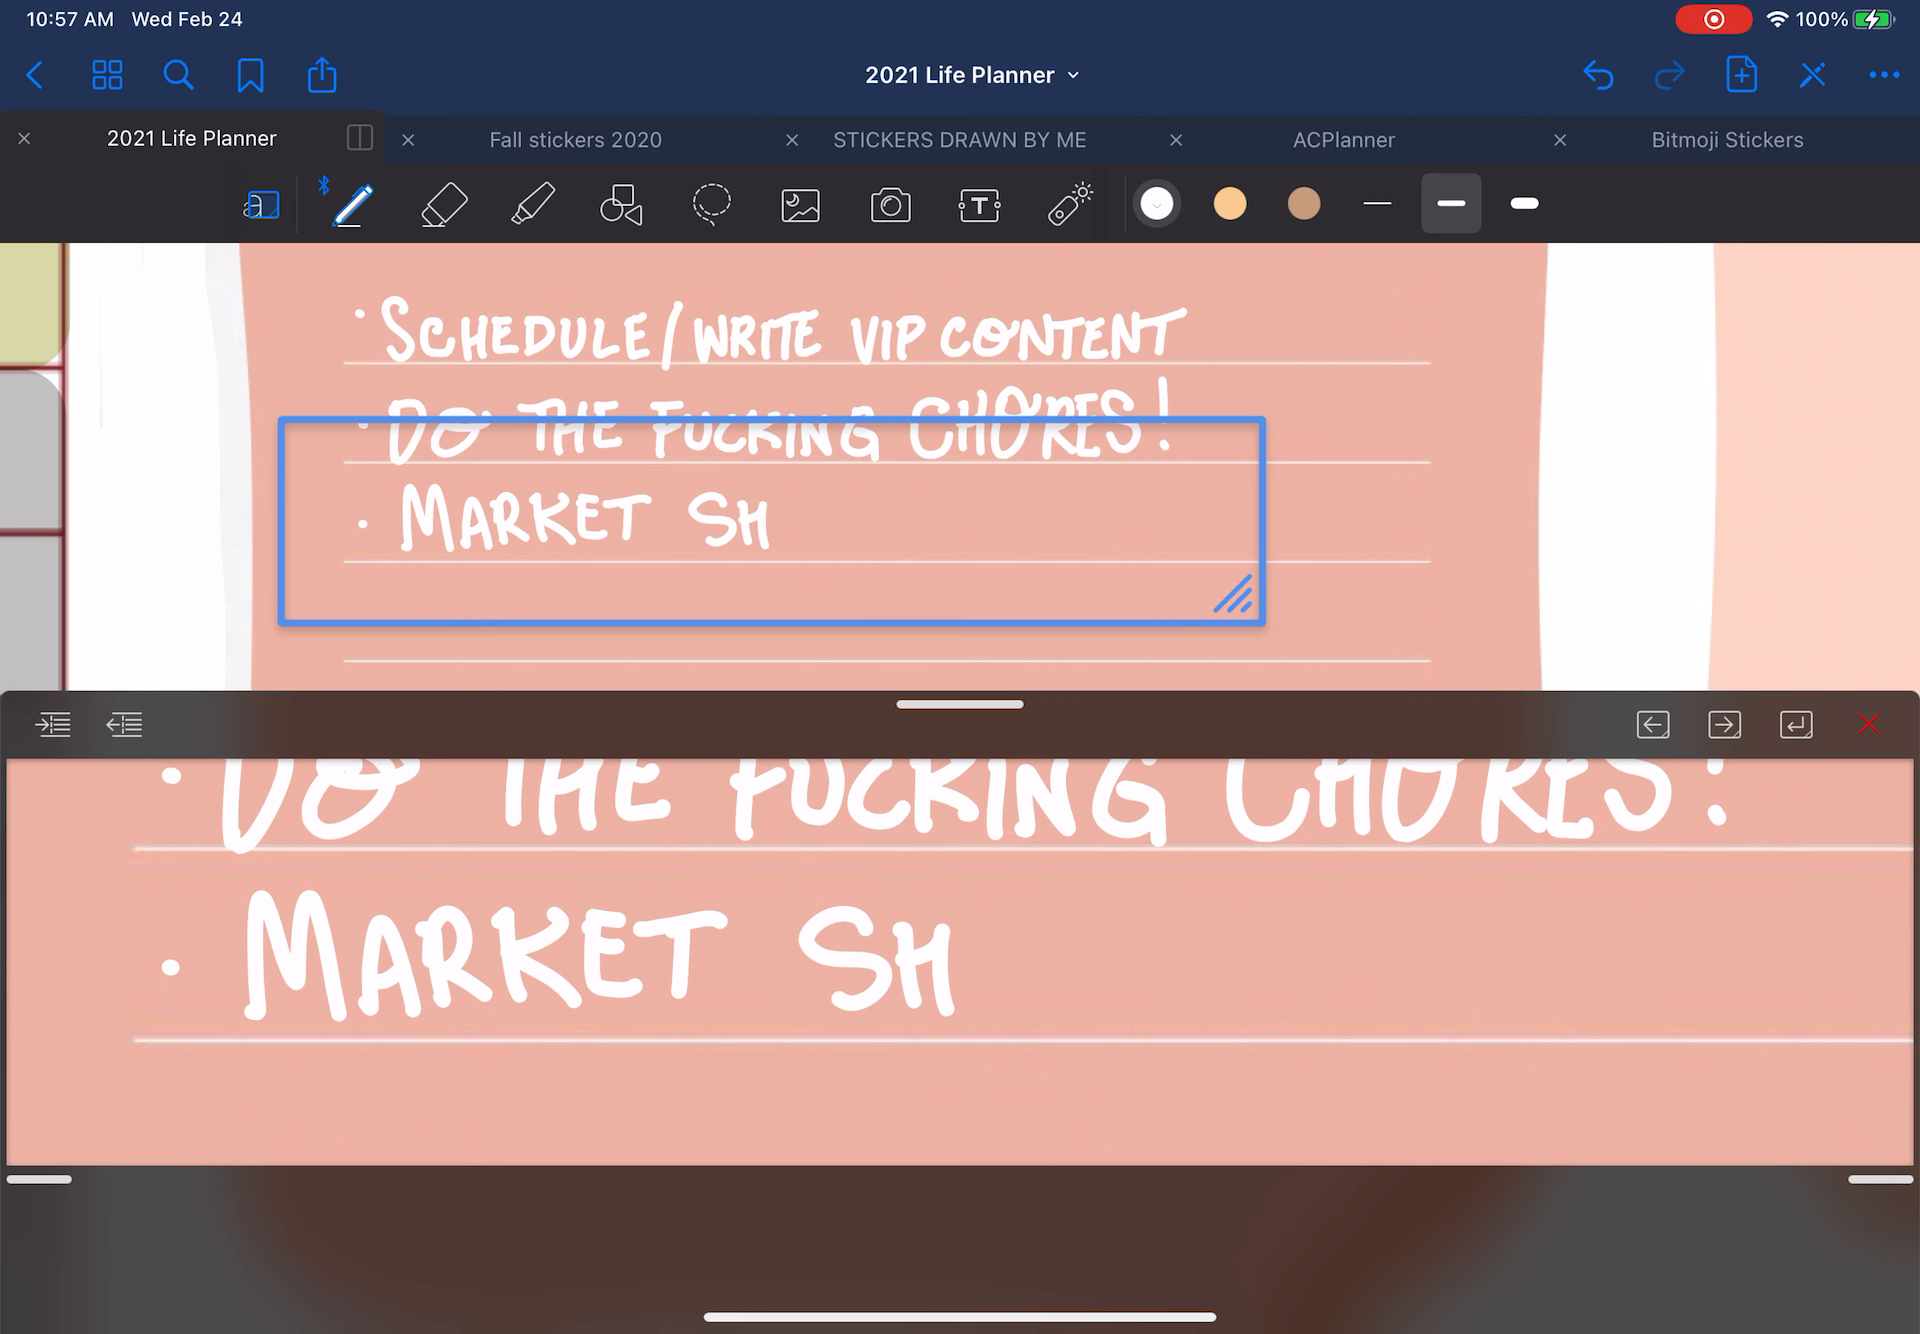 10:57 AM Wed Feb 24 100%
2021 Life Planner
2021 Life Planner Fall stickers 2020 STICKERS DRAWN BY ME ACPlanner Bitmoji Stickers
a T
· SCHEDULE/WRITE VIP CONTENT
· DO THE FUCKING CHORES!
· MARKET SH
· DO THE FUCKING CHORES!
· MARKET SH